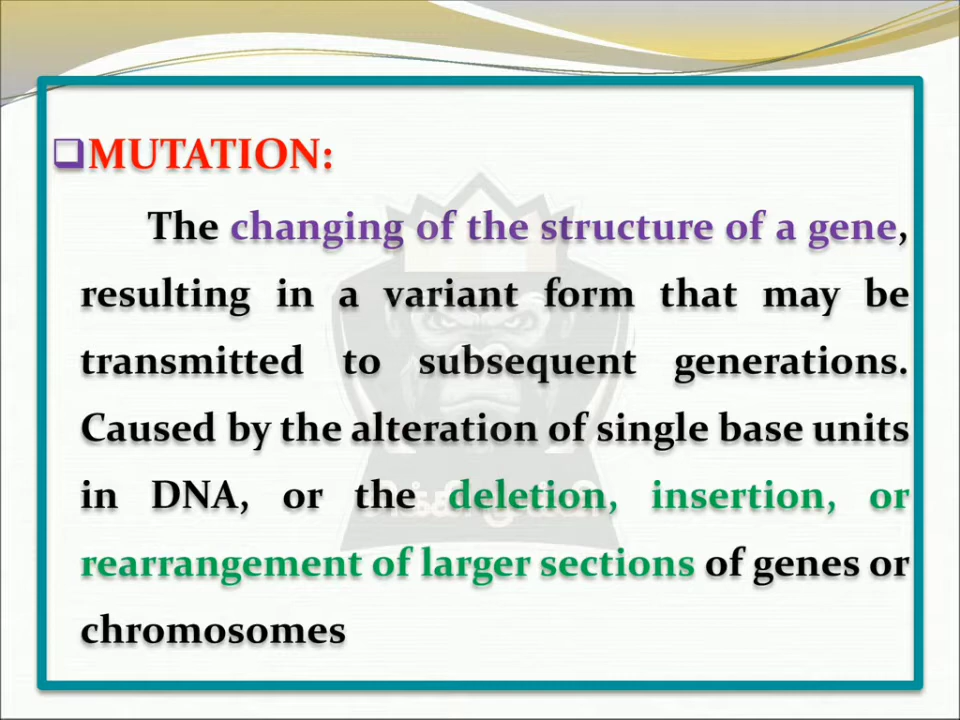 MUTATION:
The changing of the structure of a gene,
resulting in a variant form that may be
transmitted to subsequent generations.
Caused by the alteration of single base units
in DNA, or the deletion, insertion, or
rearrangement of larger sections of genes or
chromosomes